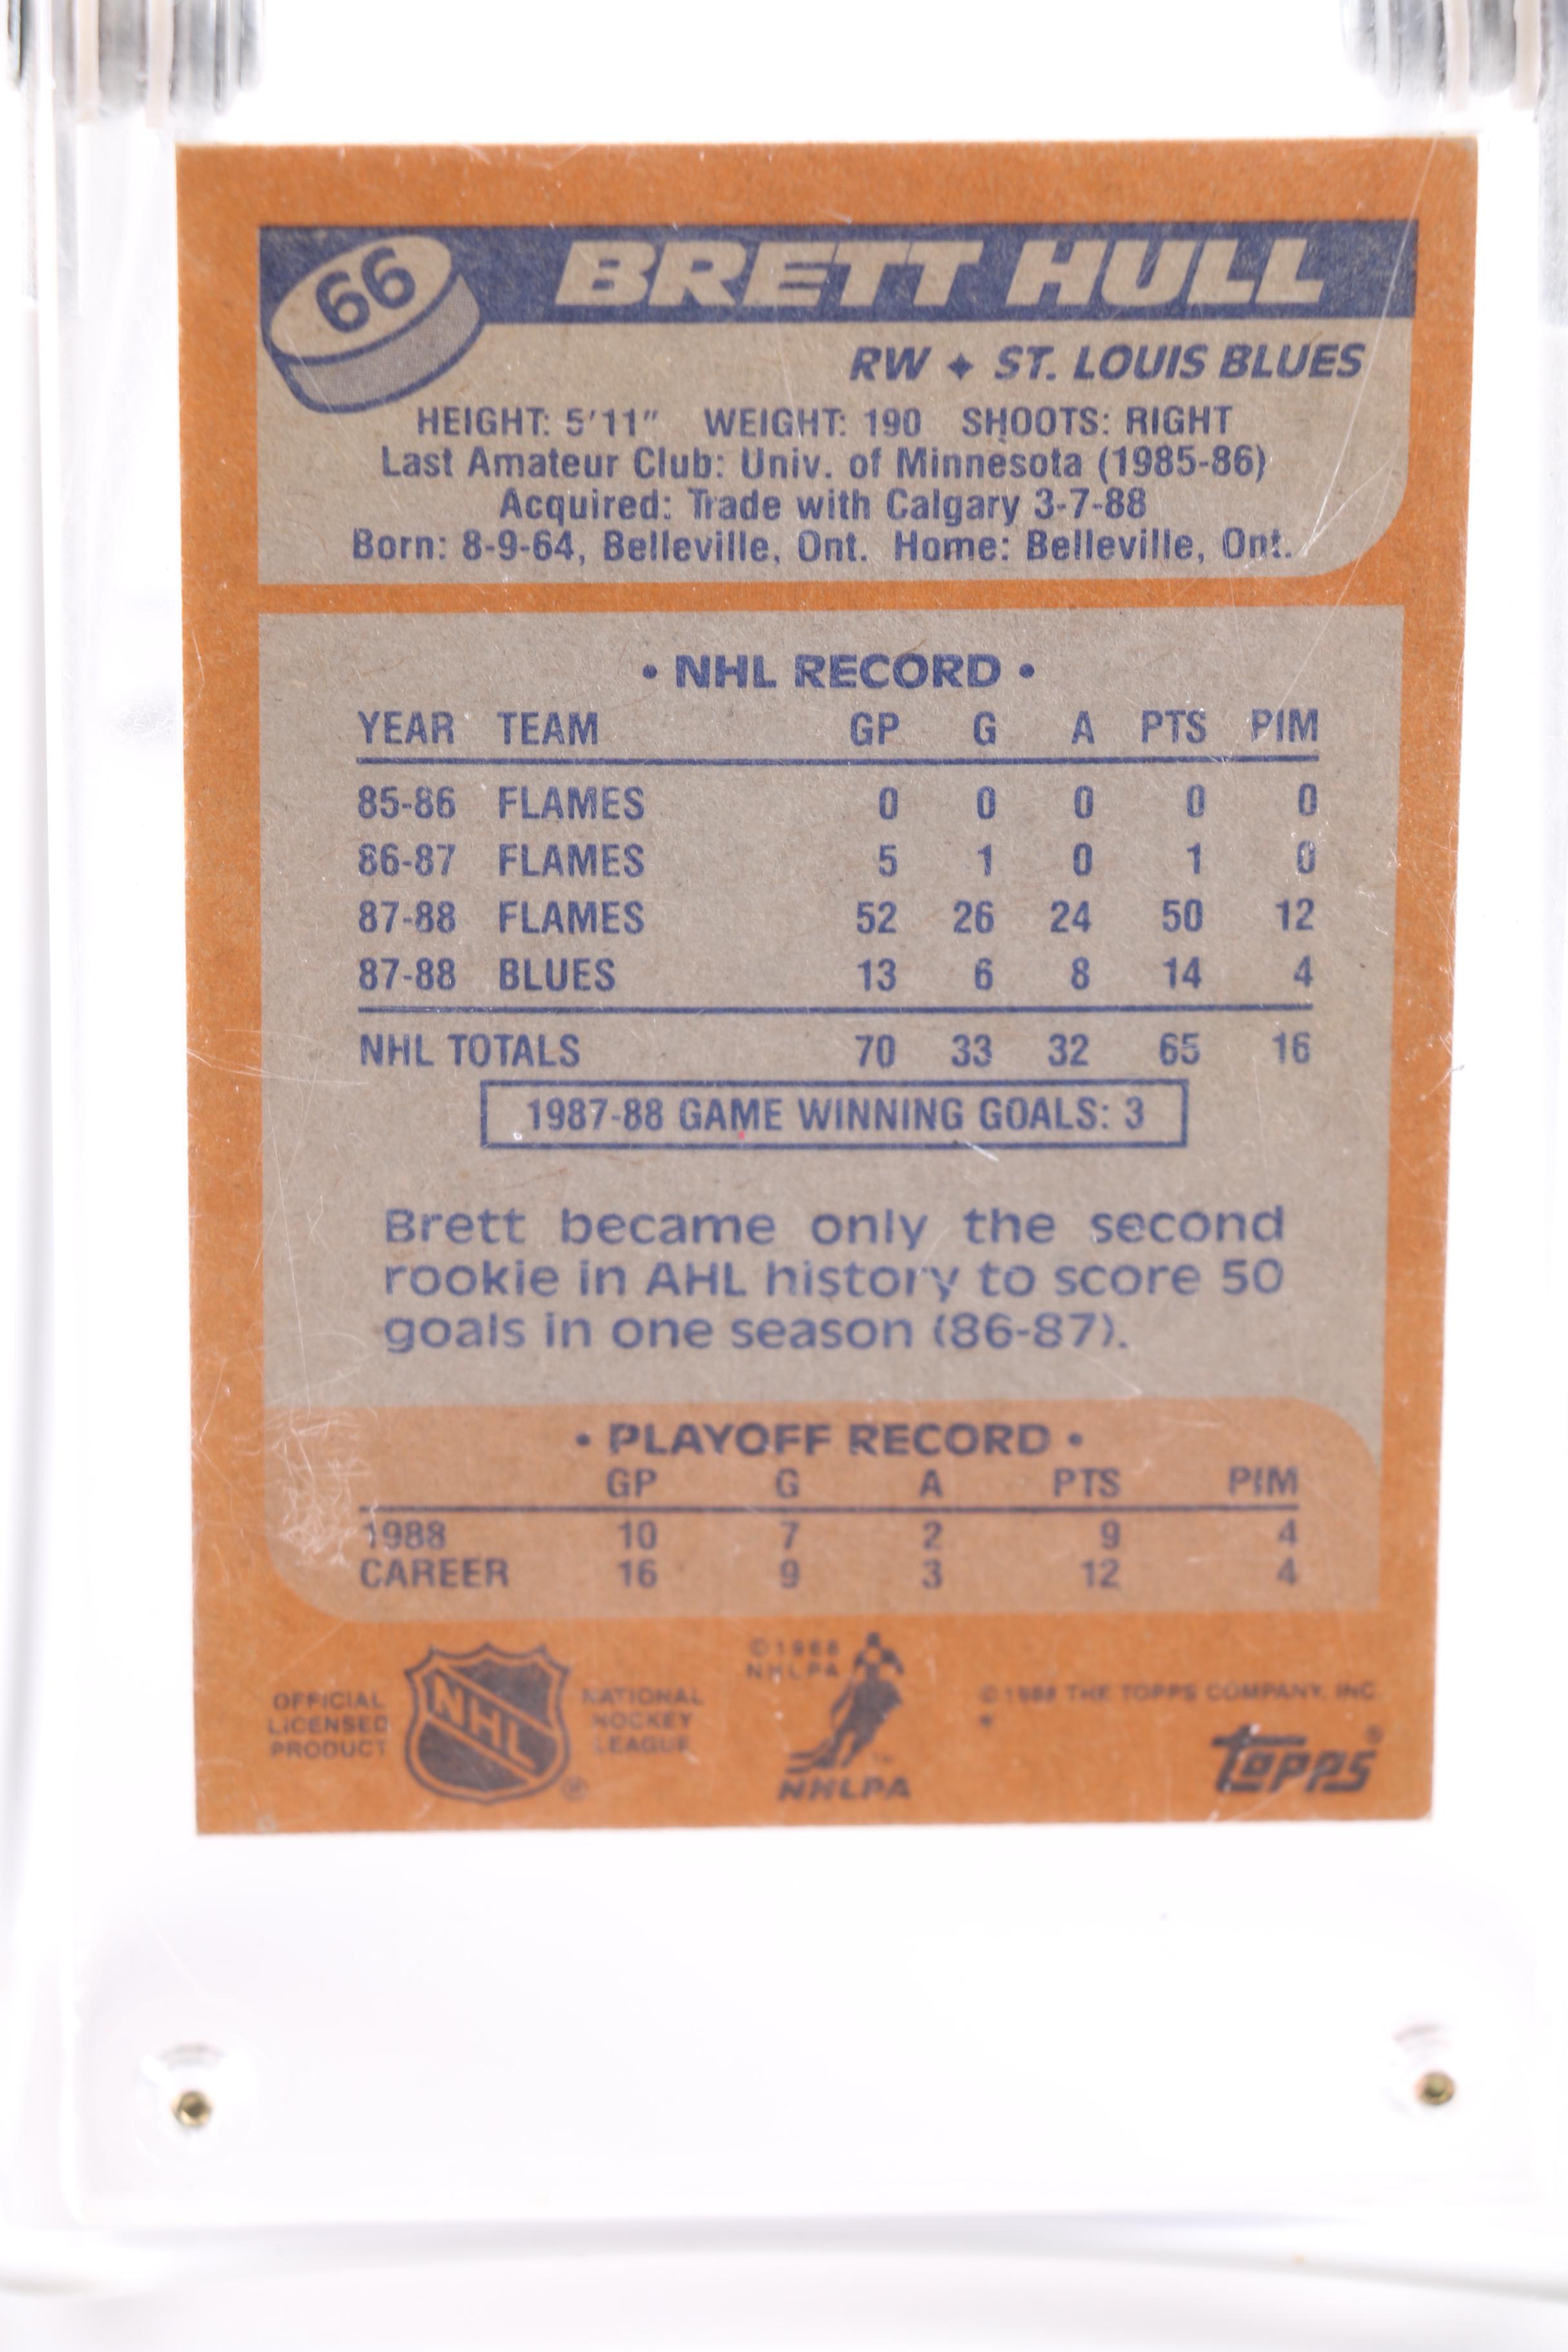 66
BRETT HULL
RW ✦ ST. LOUIS BLUES
HEIGHT: 5'11" WEIGHT: 190 SHOOTS: RIGHT
Last Amateur Club: Univ. of Minnesota (1985-86)
Acquired: Trade with Calgary 3-7-88
Born: 8-9-64, Belleville, Ont. Home: Belleville, Ont.
• NHL RECORD •
YEAR TEAM GP G A PTS PIM
85-86 FLAMES 0 0 0 0 0
86-87 FLAMES 5 1 0 1 0
87-88 FLAMES 52 26 24 50 12
87-88 BLUES 13 6 8 14 4
NHL TOTALS 70 33 32 65 16
1987-88 GAME WINNING GOALS: 3
Brett became only the second
rookie in AHL history to score 50
goals in one season (86-87).
• PLAYOFF RECORD •
GP G A PTS PIM
1988 10 7 2 9 4
CAREER 16 9 3 12 4
OFFICIAL
LICENSED
PRODUCT
NHL
®
NATIONAL
HOCKEY
LEAGUE
©1988
NHLPA
™
NHLPA
©1988 THE TOPPS COMPANY, INC.
*
TOPPS®